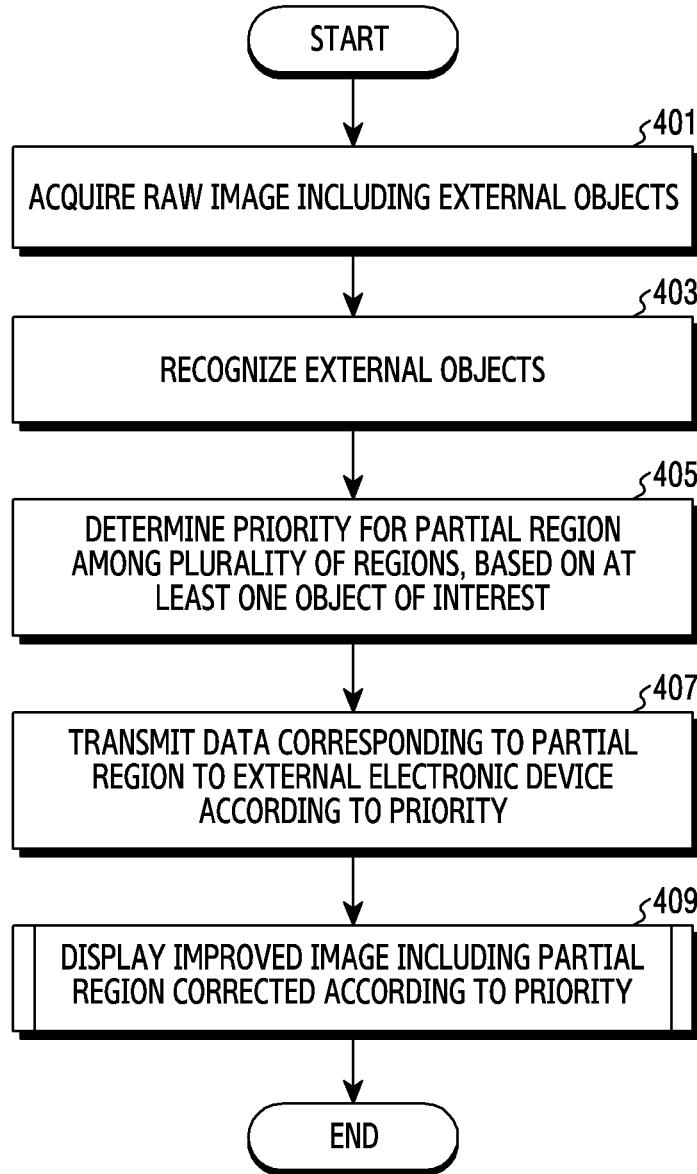 START
401
ACQUIRE RAW IMAGE INCLUDING EXTERNAL OBJECTS
403
RECOGNIZE EXTERNAL OBJECTS
405
DETERMINE PRIORITY FOR PARTIAL REGION
AMONG PLURALITY OF REGIONS, BASED ON AT
LEAST ONE OBJECT OF INTEREST
407
TRANSMIT DATA CORRESPONDING TO PARTIAL
REGION TO EXTERNAL ELECTRONIC DEVICE
ACCORDING TO PRIORITY
409
DISPLAY IMPROVED IMAGE INCLUDING PARTIAL
REGION CORRECTED ACCORDING TO PRIORITY
END